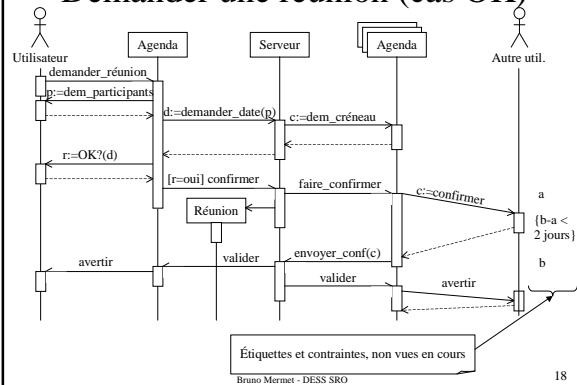 Demander une réunion (cas OK)
Utilisateur
Agenda
Serveur
Agenda
Autre util.
demander_réunion
p:=dem_participants
d:=demander_date(p)
c:=dem_créneau
r:=OK?(d)
[r=oui] confirmer
faire_confirmer
c:=confirmer
a
Réunion
{b-a <
2 jours}
envoyer_conf(c)
b
avertir
valider
valider
avertir
Étiquettes et contraintes, non vues en cours
Bruno Mermet - DESS SRO
18